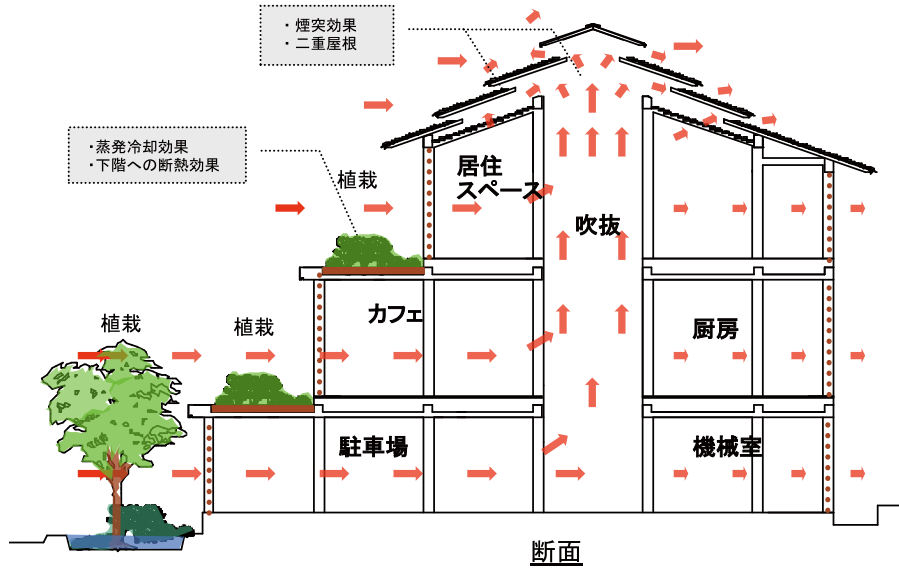 ・煙突効果
・二重屋根
・蒸発冷却効果
・下階への断熱効果
植栽
居住
スペース
吹抜
植栽
植栽
カフェ
厨房
駐車場
機械室
断面